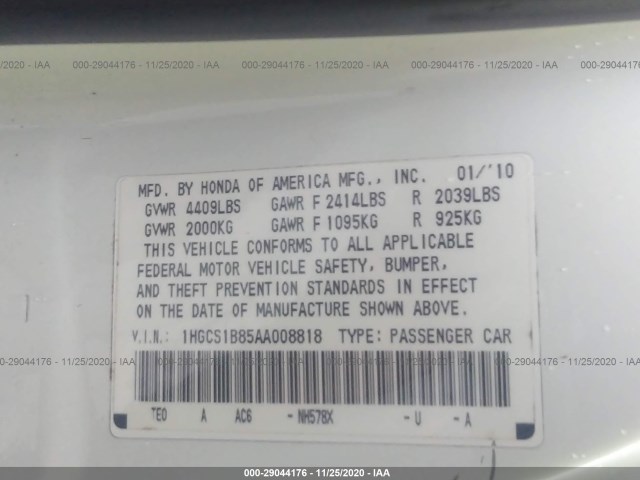 5/2020 - IAA 000-29044176 - 11/25/2020 - IAA 000-29044176 - 11/25/2020 - IAA 000-29044176 - 11/25/
MFD. BY HONDA OF AMERICA MFG., INC. 01/'10
GVWR 4409LBS GAWR F 2414LBS R 2039LBS
GVWR 2000KG GAWR F 1095KG R 925KG
THIS VEHICLE CONFORMS TO ALL APPLICABLE
FEDERAL MOTOR VEHICLE SAFETY, BUMPER,
AND THEFT PREVENTION STANDARDS IN EFFECT
ON THE DATE OF MANUFACTURE SHOWN ABOVE.
V.I.N.: 1HGCS1B85AA008818 TYPE: PASSENGER CAR
5/2020 - IAA 000-29044176 - 11/25/2020 - IAA 000-29044176 - 11/25/2020 - IAA 000-29044176 - 11/25/
TEO A AC6 - NH578X - U - A
000-29044176 - 11/25/2020 - IAA